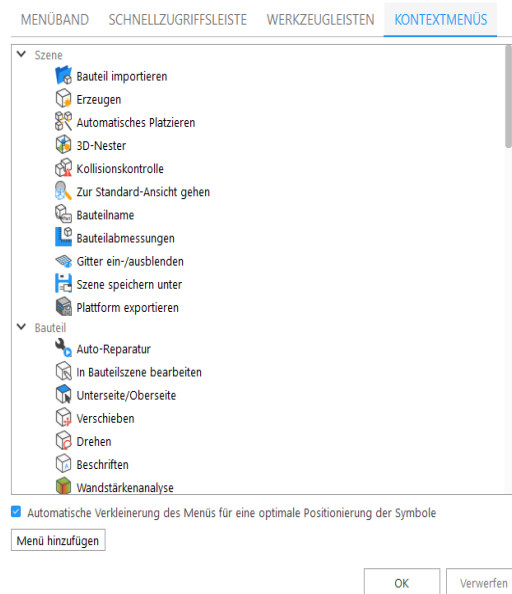 MENÜBAND SCHNELLZUGRIFFSLEISTE WERKZEUGLEISTEN KONTEXTMENÜS
Szene
Bauteil importieren
Erzeugen
Automatisches Platzieren
3D-Nester
Kollisionskontrolle
Zur Standard-Ansicht gehen
Bauteilname
Bauteilabmessungen
Gitter ein-/ausblenden
Szene speichern unter
Plattform exportieren
Bauteil
Auto-Reparatur
In Bauteilszene bearbeiten
Unterseite/Oberseite
Verschieben
Drehen
Beschriften
Wandstärkenanalyse
Automatische Verkleinerung des Menüs für eine optimale Positionierung der Symbole
Menü hinzufügen
OK Verwerfen